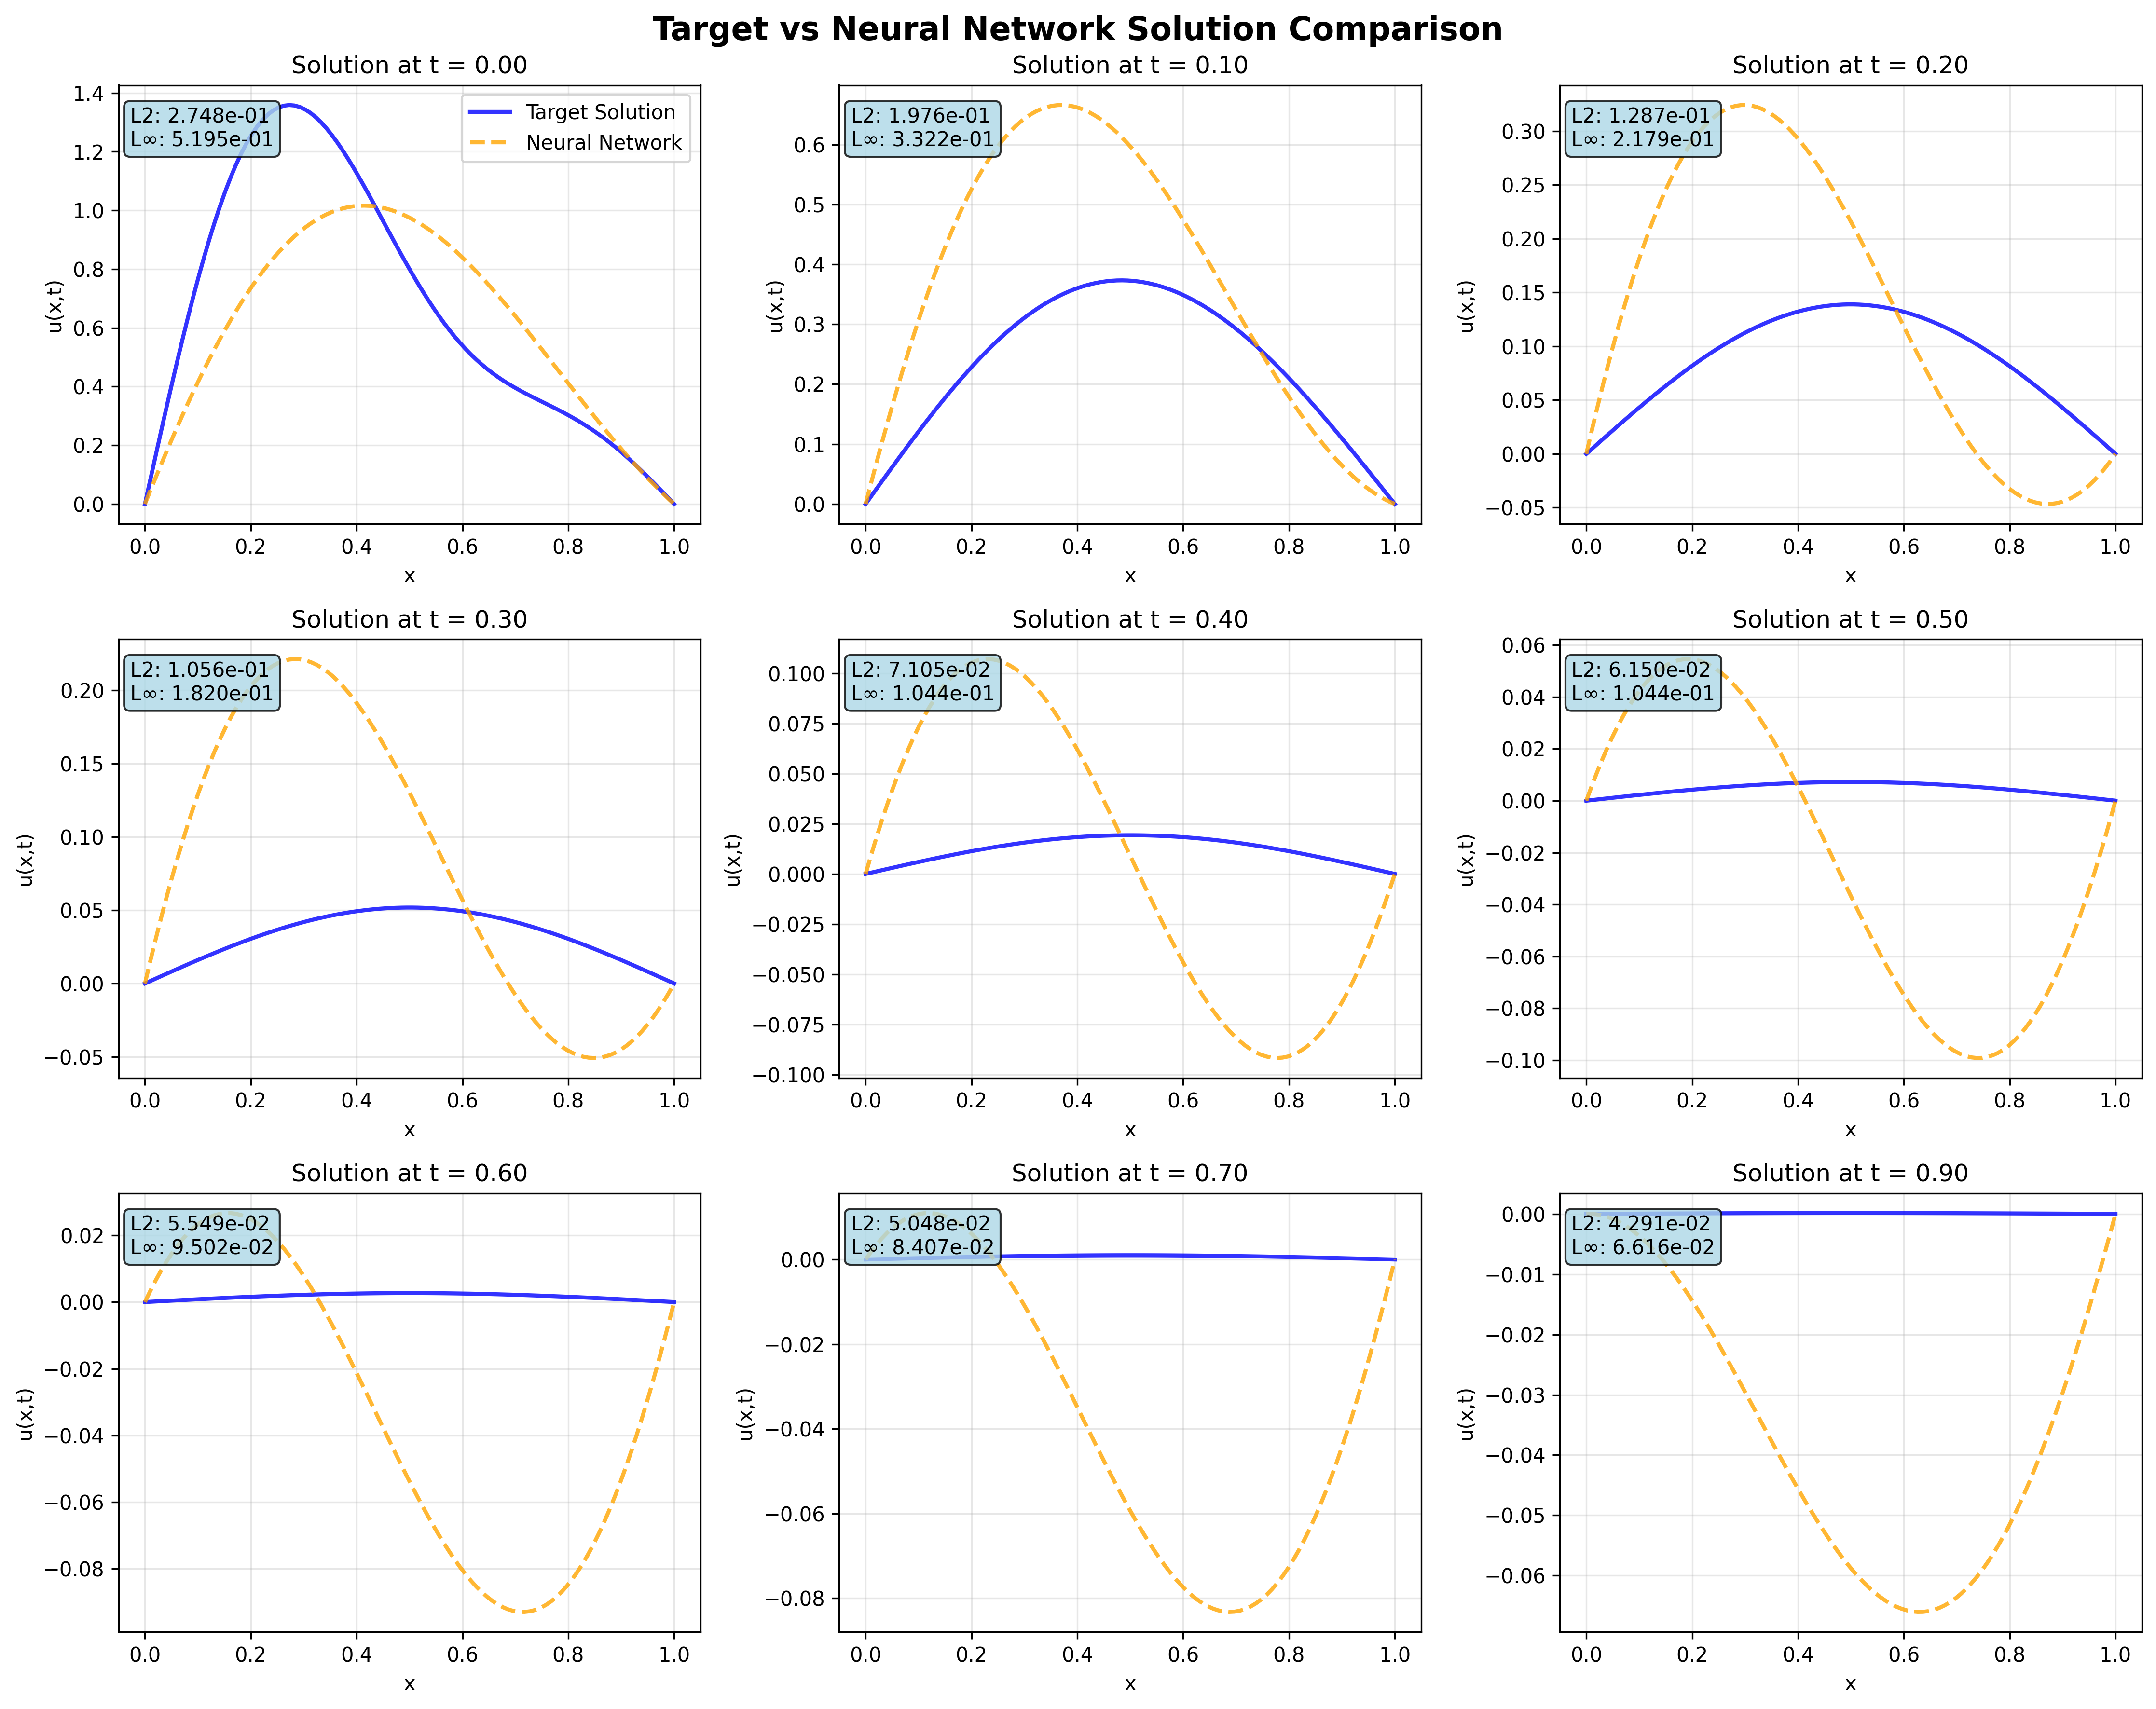 Target vs Neural Network Solution Comparison
Solution at t = 0.00
L2: 2.748e-01
L∞: 5.195e-01
Target Solution
Neural Network
1.4
1.2
1.0
0.8
0.6
0.4
0.2
0.0
u(x,t)
0.0 0.2 0.4 0.6 0.8 1.0
x
Solution at t = 0.10
L2: 1.976e-01
L∞: 3.322e-01
0.6
0.5
0.4
0.3
0.2
0.1
0.0
u(x,t)
0.0 0.2 0.4 0.6 0.8 1.0
x
Solution at t = 0.20
L2: 1.287e-01
L∞: 2.179e-01
0.30
0.25
0.20
0.15
0.10
0.05
0.00
−0.05
u(x,t)
0.0 0.2 0.4 0.6 0.8 1.0
x
Solution at t = 0.30
L2: 1.056e-01
L∞: 1.820e-01
0.20
0.15
0.10
0.05
0.00
−0.05
u(x,t)
0.0 0.2 0.4 0.6 0.8 1.0
x
Solution at t = 0.40
L2: 7.105e-02
L∞: 1.044e-01
0.100
0.075
0.050
0.025
0.000
−0.025
−0.050
−0.075
−0.100
u(x,t)
0.0 0.2 0.4 0.6 0.8 1.0
x
Solution at t = 0.50
L2: 6.150e-02
L∞: 1.044e-01
0.06
0.04
0.02
0.00
−0.02
−0.04
−0.06
−0.08
−0.10
u(x,t)
0.0 0.2 0.4 0.6 0.8 1.0
x
Solution at t = 0.60
L2: 5.549e-02
L∞: 9.502e-02
0.02
0.00
−0.02
−0.04
−0.06
−0.08
u(x,t)
0.0 0.2 0.4 0.6 0.8 1.0
x
Solution at t = 0.70
L2: 5.048e-02
L∞: 8.407e-02
0.00
−0.02
−0.04
−0.06
−0.08
u(x,t)
0.0 0.2 0.4 0.6 0.8 1.0
x
Solution at t = 0.90
L2: 4.291e-02
L∞: 6.616e-02
0.00
−0.01
−0.02
−0.03
−0.04
−0.05
−0.06
u(x,t)
0.0 0.2 0.4 0.6 0.8 1.0
x